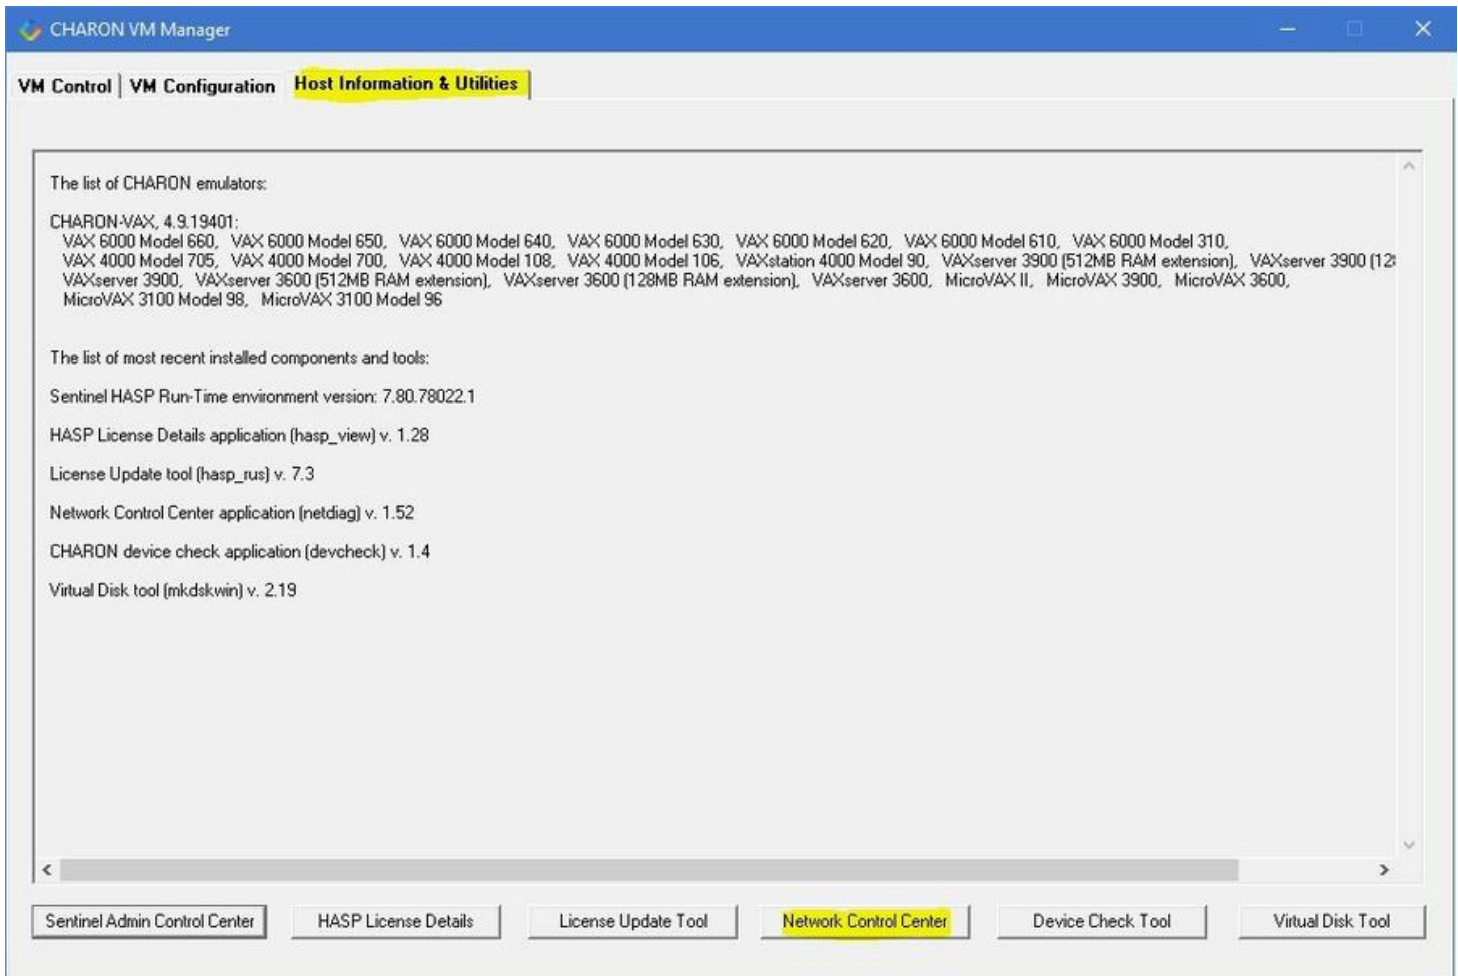 CHARON VM Manager
VM Control VM Configuration Host Information & Utilities
The list of CHARON emulators:
CHARON-VAX, 4.9.19401:
VAX 6000 Model 660, VAX 6000 Model 650, VAX 6000 Model 640, VAX 6000 Model 630, VAX 6000 Model 620, VAX 6000 Model 610, VAX 6000 Model 310,
VAX 4000 Model 705, VAX 4000 Model 700, VAX 4000 Model 108, VAX 4000 Model 106, VAXstation 4000 Model 90, VAXserver 3900 (512MB RAM extension), VAXserver 3900 (128
VAXserver 3900, VAXserver 3600 (512MB RAM extension), VAXserver 3600 (128MB RAM extension), VAXserver 3600, MicroVAX II, MicroVAX 3900, MicroVAX 3600,
MicroVAX 3100 Model 98, MicroVAX 3100 Model 96
The list of most recent installed components and tools:
Sentinel HASP Run-Time environment version: 7.80.78022.1
HASP License Details application (hasp_view) v. 1.28
License Update tool (hasp_rus) v. 7.3
Network Control Center application (netdiag) v. 1.52
CHARON device check application (devcheck) v. 1.4
Virtual Disk tool (mkdskwin) v. 2.19
Sentinel Admin Control Center HASP License Details License Update Tool Network Control Center Device Check Tool Virtual Disk Tool